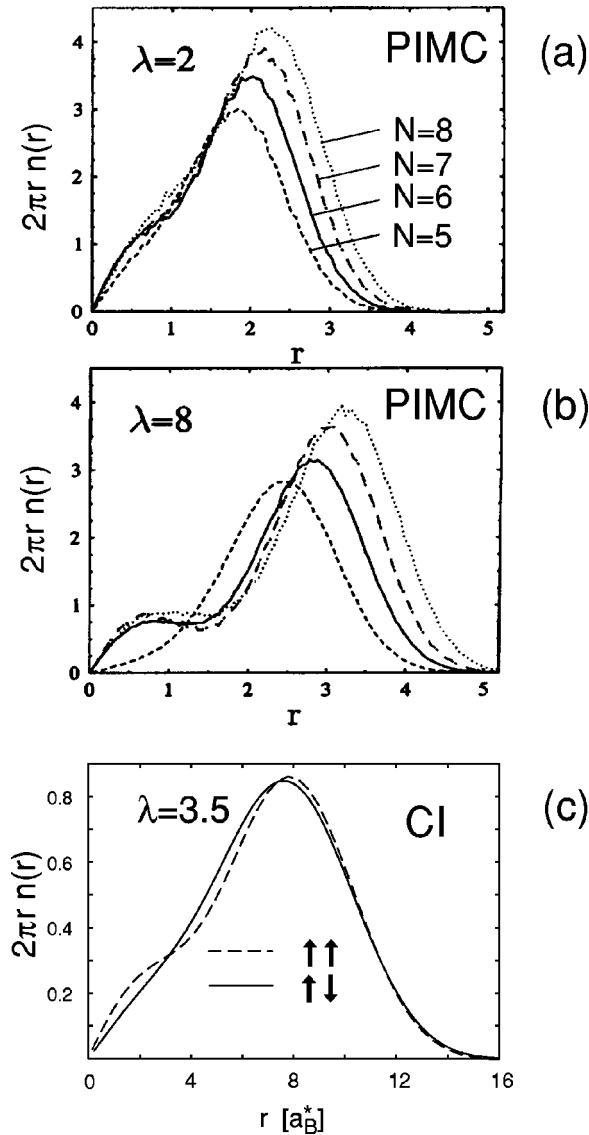 λ=2 PIMC (a)
4
3
2
1
0
2πr n(r)
N=8
N=7
N=6
N=5
0 1 2 3 4 5
r
λ=8 PIMC (b)
4
3
2
1
0
2πr n(r)
0 1 2 3 4 5
r
λ=3.5 CI (c)
0.8
0.6
0.4
0.2
2πr n(r)
↑↑
↑↓
0 4 8 12 16
r [a*B]